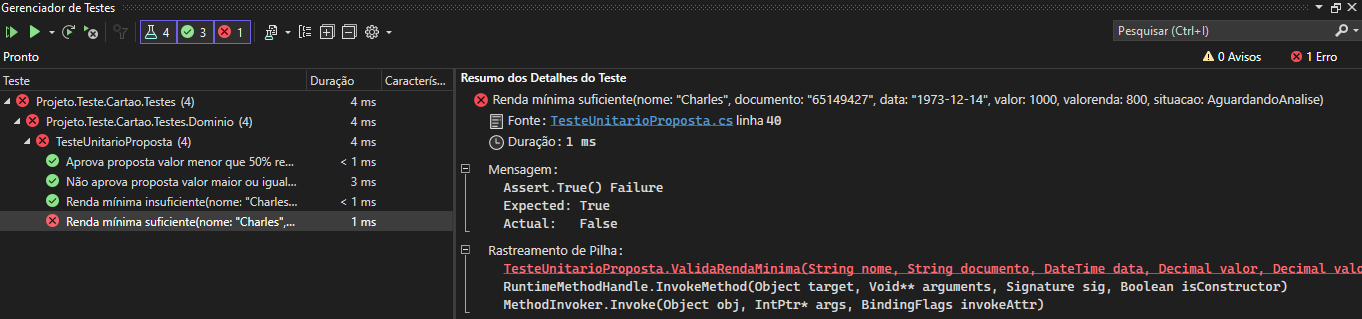 Gerenciador de Testes
4 3 1
Pesquisar (Ctrl+I)
Pronto
0 Avisos 1 Erro
Teste Duração Caracterís...
Projeto.Teste.Cartao.Testes (4) 4 ms
Projeto.Teste.Cartao.Testes.Dominio (4) 4 ms
TesteUnitarioProposta (4) 4 ms
Aprova proposta valor menor que 50% re... < 1 ms
Não aprova proposta valor maior ou igual... 3 ms
Renda mínima insuficiente(nome: "Charles... < 1 ms
Renda mínima suficiente(nome: "Charles",... 1 ms
Resumo dos Detalhes do Teste
Renda mínima suficiente(nome: "Charles", documento: "65149427", data: "1973-12-14", valor: 1000, valorenda: 800, situacao: AguardandoAnalise)
Fonte: TesteUnitarioProposta.cs linha 40
Duração: 1 ms
Mensagem:
Assert.True() Failure
Expected: True
Actual: False
Rastreamento de Pilha:
TesteUnitarioProposta.ValidaRendaMinima(String nome, String documento, DateTime data, Decimal valor, Decimal valo
RuntimeMethodHandle.InvokeMethod(Object target, Void** arguments, Signature sig, Boolean isConstructor)
MethodInvoker.Invoke(Object obj, IntPtr* args, BindingFlags invokeAttr)